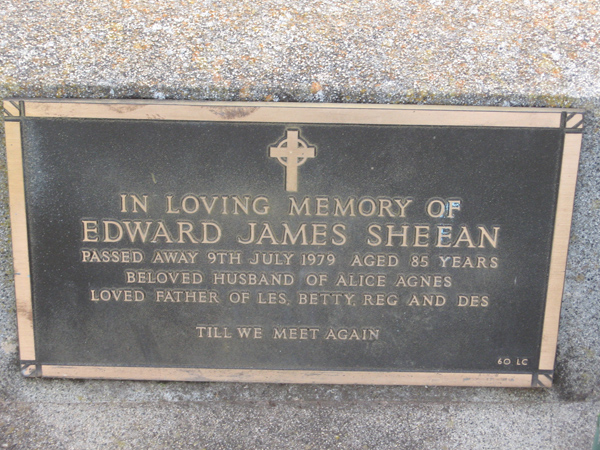 IN LOVING MEMORY OF
EDWARD JAMES SHEEAN
PASSED AWAY 9TH JULY 1979 AGED 85 YEARS
BELOVED HUSBAND OF ALICE AGNES
LOVED FATHER OF LES, BETTY, REG AND DES
TILL WE MEET AGAIN
60 LC